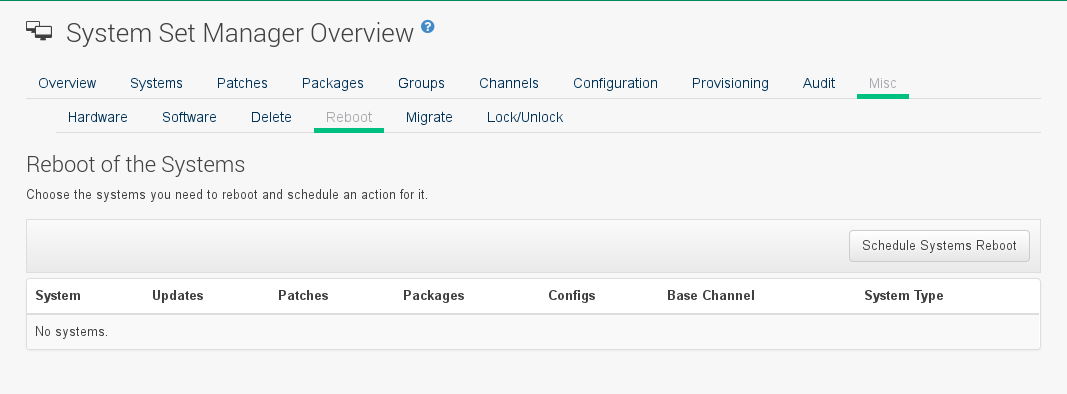 System Set Manager Overview ?
Overview Systems Patches Packages Groups Channels Configuration Provisioning Audit Misc
Hardware Software Delete Reboot Migrate Lock/Unlock
Reboot of the Systems
Choose the systems you need to reboot and schedule an action for it.
Schedule Systems Reboot
System Updates Patches Packages Configs Base Channel System Type
No systems.